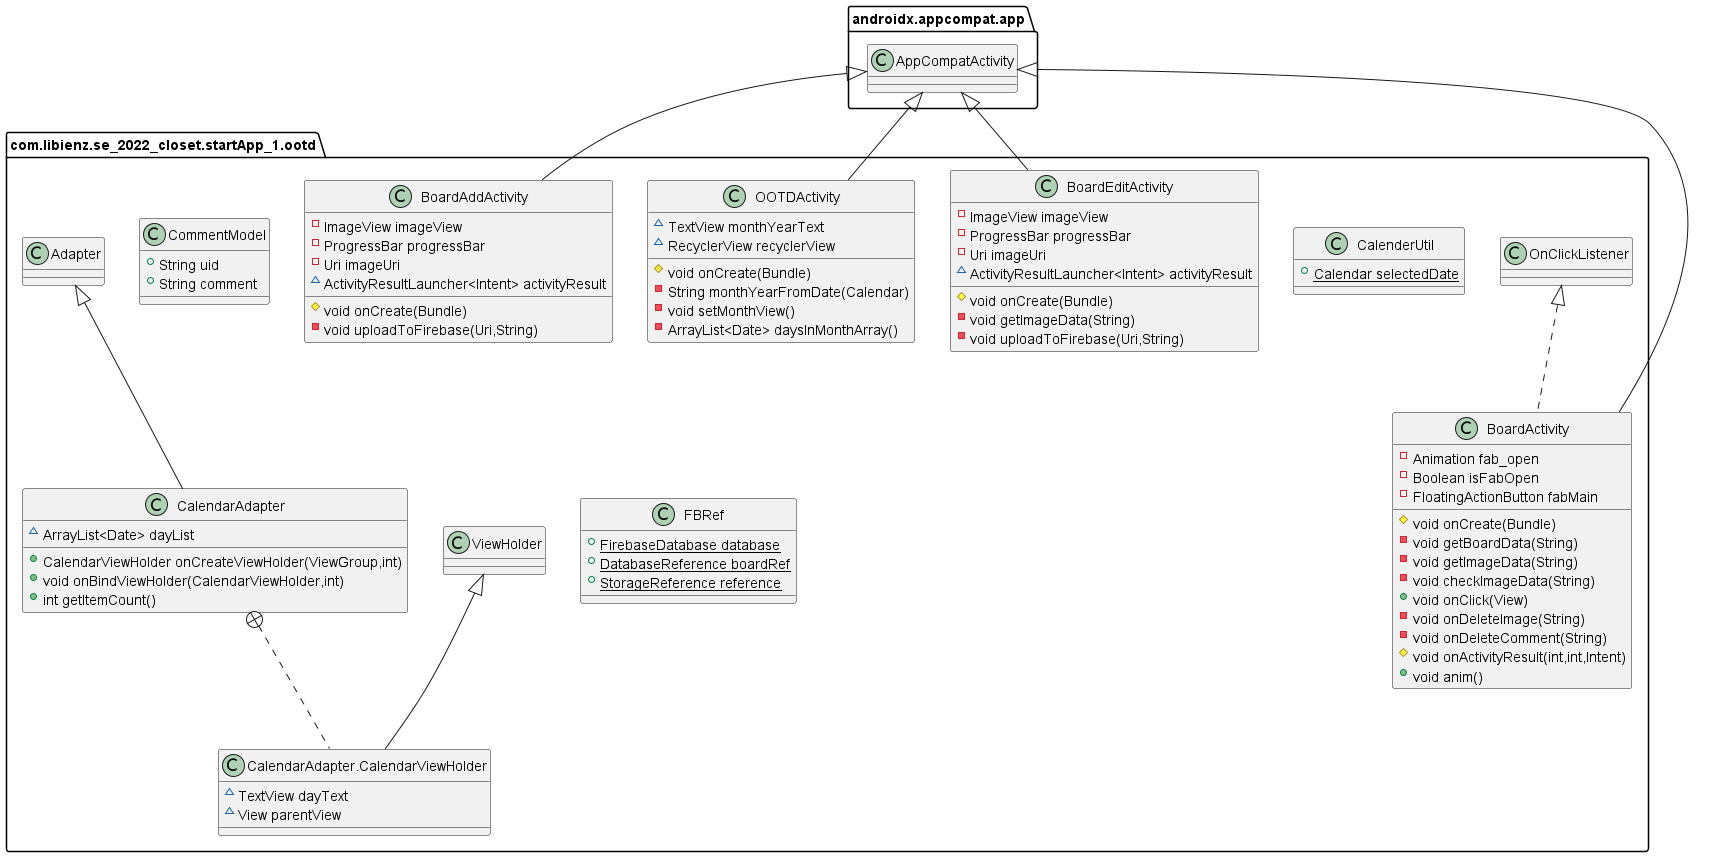 androidx.appcompat.app
C AppCompatActivity
com.libienz.se_2022_closet.startApp_1.ootd
C Adapter
C CommentModel
String uid
String comment
C BoardAddActivity
ImageView imageView
ProgressBar progressBar
Uri imageUri
ActivityResultLauncher<Intent> activityResult
void onCreate(Bundle)
void uploadToFirebase(Uri,String)
C OOTDActivity
TextView monthYearText
RecyclerView recyclerView
void onCreate(Bundle)
String monthYearFromDate(Calendar)
void setMonthView()
ArrayList<Date> daysInMonthArray()
C BoardEditActivity
ImageView imageView
ProgressBar progressBar
Uri imageUri
ActivityResultLauncher<Intent> activityResult
void onCreate(Bundle)
void getImageData(String)
void uploadToFirebase(Uri,String)
C CalenderUtil
Calendar selectedDate
C OnClickListener
C CalendarAdapter
ArrayList<Date> dayList
CalendarViewHolder onCreateViewHolder(ViewGroup,int)
void onBindViewHolder(CalendarViewHolder,int)
int getItemCount()
C ViewHolder
C FBRef
FirebaseDatabase database
DatabaseReference boardRef
StorageReference reference
C BoardActivity
Animation fab_open
Boolean isFabOpen
FloatingActionButton fabMain
void onCreate(Bundle)
void getBoardData(String)
void getImageData(String)
void checkImageData(String)
void onClick(View)
void onDeleteImage(String)
void onDeleteComment(String)
void onActivityResult(int,int,Intent)
void anim()
C CalendarAdapter.CalendarViewHolder
TextView dayText
View parentView